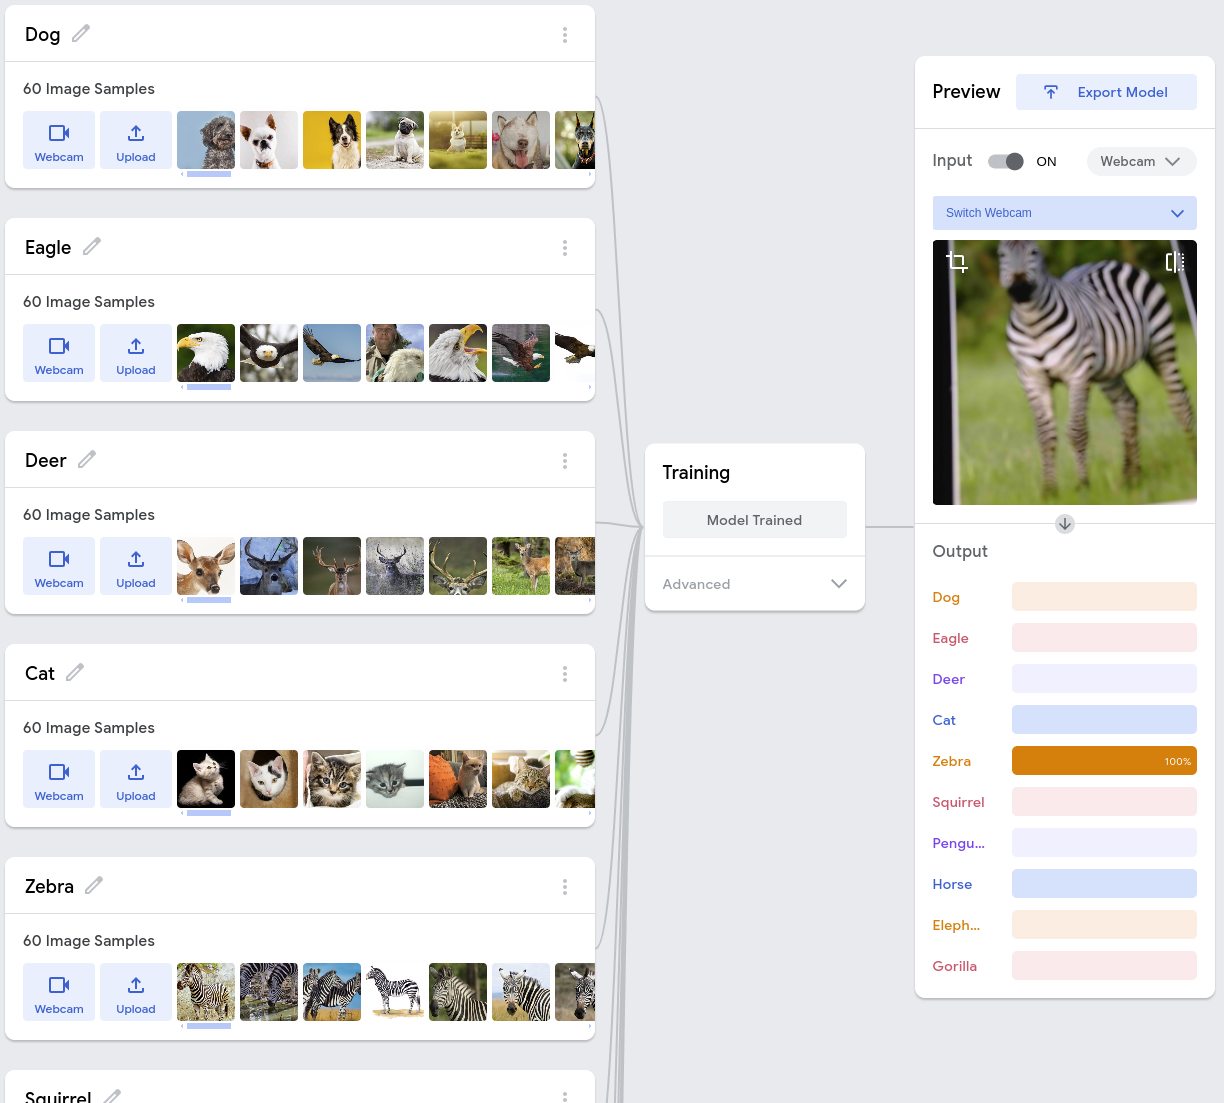 Dog
60 Image Samples
Webcam
Upload
Eagle
60 Image Samples
Webcam
Upload
Deer
60 Image Samples
Webcam
Upload
Cat
60 Image Samples
Webcam
Upload
Zebra
60 Image Samples
Webcam
Upload
Squirrel
Training
Model Trained
Advanced
Preview
Export Model
Input
ON
Webcam
Switch Webcam
Output
Dog
Eagle
Deer
Cat
Zebra
100%
Squirrel
Pengu...
Horse
Eleph...
Gorilla